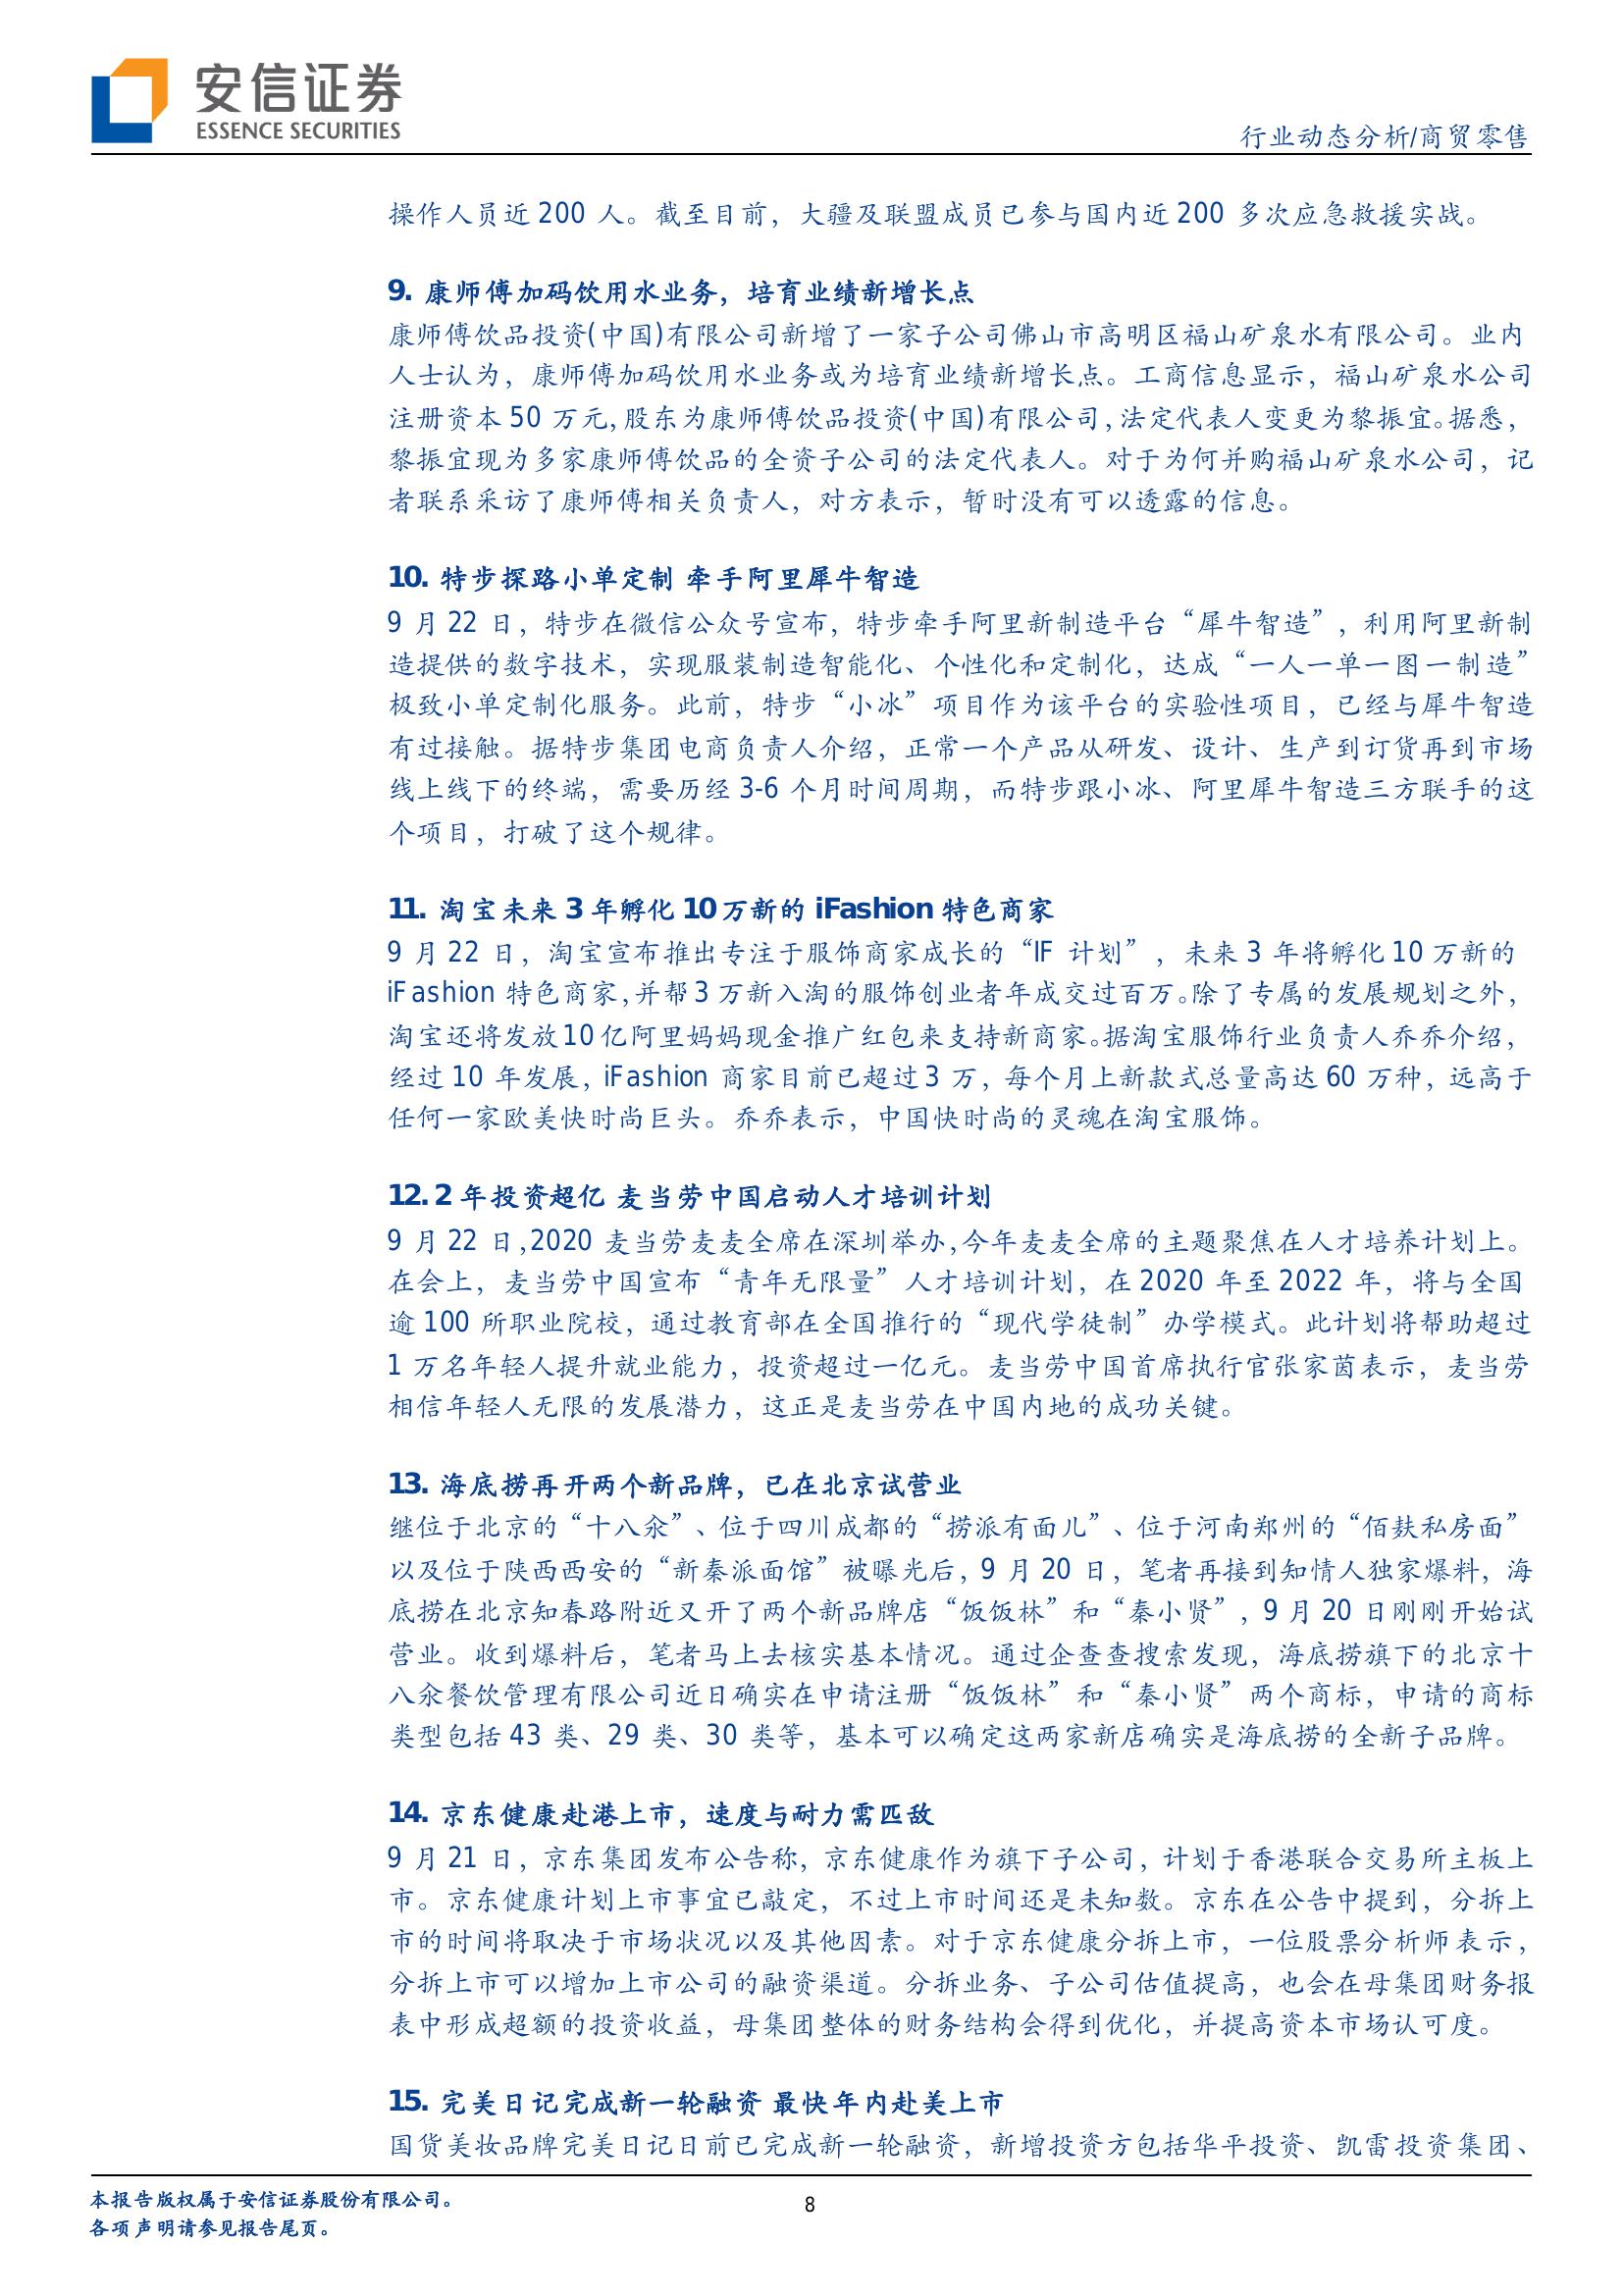 安信证券
ESSENCE SECURITIES
行业动态分析/商贸零售
操作人员近 200 人。截至目前，大疆及联盟成员已参与国内近 200 多次应急救援实战。
9. 康师傅加码饮用水业务，培育业绩新增长点
康师傅饮品投资(中国)有限公司新增了一家子公司佛山市高明区福山矿泉水有限公司。业内
人士认为，康师傅加码饮用水业务或为培育业绩新增长点。工商信息显示，福山矿泉水公司
注册资本 50 万元，股东为康师傅饮品投资(中国)有限公司，法定代表人变更为黎振宜。据悉，
黎振宜现为多家康师傅饮品的全资子公司的法定代表人。对于为何并购福山矿泉水公司，记
者联系采访了康师傅相关负责人，对方表示，暂时没有可以透露的信息。
10. 特步探路小单定制 牵手阿里犀牛智造
9 月 22 日，特步在微信公众号宣布，特步牵手阿里新制造平台“犀牛智造”，利用阿里新制
造提供的数字技术，实现服装制造智能化、个性化和定制化，达成“一人一单一图一制造”
极致小单定制化服务。此前，特步“小冰”项目作为该平台的实验性项目，已经与犀牛智造
有过接触。据特步集团电商负责人介绍，正常一个产品从研发、设计、生产到订货再到市场
线上线下的终端，需要历经 3-6 个月时间周期，而特步跟小冰、阿里犀牛智造三方联手的这
个项目，打破了这个规律。
11. 淘宝未来 3 年孵化 10 万新的 iFashion 特色商家
9 月 22 日，淘宝宣布推出专注于服饰商家成长的“IF 计划”，未来 3 年将孵化 10 万新的
iFashion 特色商家，并帮 3 万新入淘的服饰创业者年成交过百万。除了专属的发展规划之外，
淘宝还将发放 10 亿阿里妈妈现金推广红包来支持新商家。据淘宝服饰行业负责人乔乔介绍，
经过 10 年发展，iFashion 商家目前已超过 3 万，每个月上新款式总量高达 60 万种，远高于
任何一家欧美快时尚巨头。乔乔表示，中国快时尚的灵魂在淘宝服饰。
12. 2 年投资超亿 麦当劳中国启动人才培训计划
9 月 22 日，2020 麦当劳麦麦全席在深圳举办，今年麦麦全席的主题聚焦在人才培养计划上。
在会上，麦当劳中国宣布“青年无限量”人才培训计划，在 2020 年至 2022 年，将与全国
逾 100 所职业院校，通过教育部在全国推行的“现代学徒制”办学模式。此计划将帮助超过
1 万名年轻人提升就业能力，投资超过一亿元。麦当劳中国首席执行官张家茵表示，麦当劳
相信年轻人无限的发展潜力，这正是麦当劳在中国内地的成功关键。
13. 海底捞再开两个新品牌，已在北京试营业
继位于北京的“十八汆”、位于四川成都的“捞派有面儿”、位于河南郑州的“佰麸私房面”
以及位于陕西西安的“新秦派面馆”被曝光后，9 月 20 日，笔者再接到知情人独家爆料，海
底捞在北京知春路附近又开了两个新品牌店“饭饭林”和“秦小贤”，9 月 20 日刚刚开始试
营业。收到爆料后，笔者马上去核实基本情况。通过企查查搜索发现，海底捞旗下的北京十
八汆餐饮管理有限公司近日确实在申请注册“饭饭林”和“秦小贤”两个商标，申请的商标
类型包括 43 类、29 类、30 类等，基本可以确定这两家新店确实是海底捞的全新子品牌。
14. 京东健康赴港上市，速度与耐力需匹敌
9 月 21 日，京东集团发布公告称，京东健康作为旗下子公司，计划于香港联合交易所主板上
市。京东健康计划上市事宜已敲定，不过上市时间还是未知数。京东在公告中提到，分拆上
市的时间将取决于市场状况以及其他因素。对于京东健康分拆上市，一位股票分析师表示，
分拆上市可以增加上市公司的融资渠道。分拆业务、子公司估值提高，也会在母集团财务报
表中形成超额的投资收益，母集团整体的财务结构会得到优化，并提高资本市场认可度。
15. 完美日记完成新一轮融资 最快年内赴美上市
国货美妆品牌完美日记日前已完成新一轮融资，新增投资方包括华平投资、凯雷投资集团、
本报告版权属于安信证券股份有限公司。
各项声明请参见报告尾页。
8